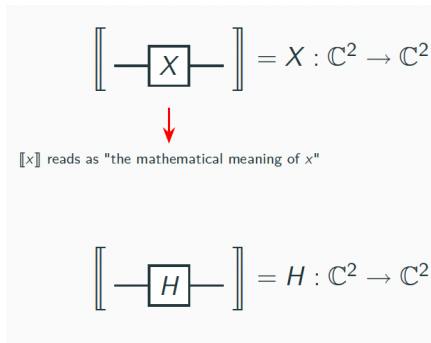 ⟦ X ⟧ = X : ℂ² → ℂ²
⟦x⟧ reads as "the mathematical meaning of x"
⟦ H ⟧ = H : ℂ² → ℂ²